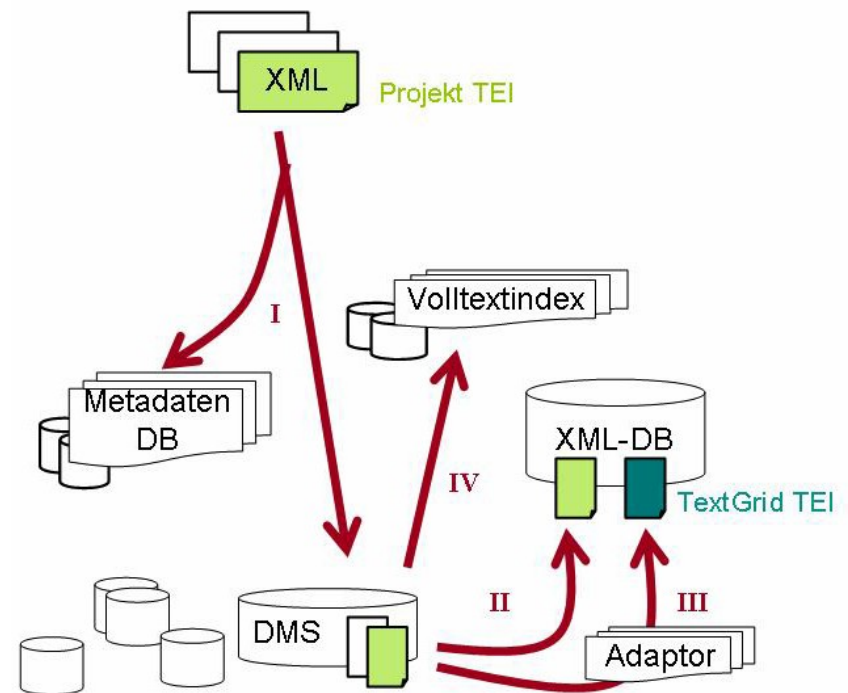 XML
Projekt TEI
Volltextindex
I
Metadaten
DB
XML-DB
IV
TextGrid TEI
II
III
DMS
Adaptor